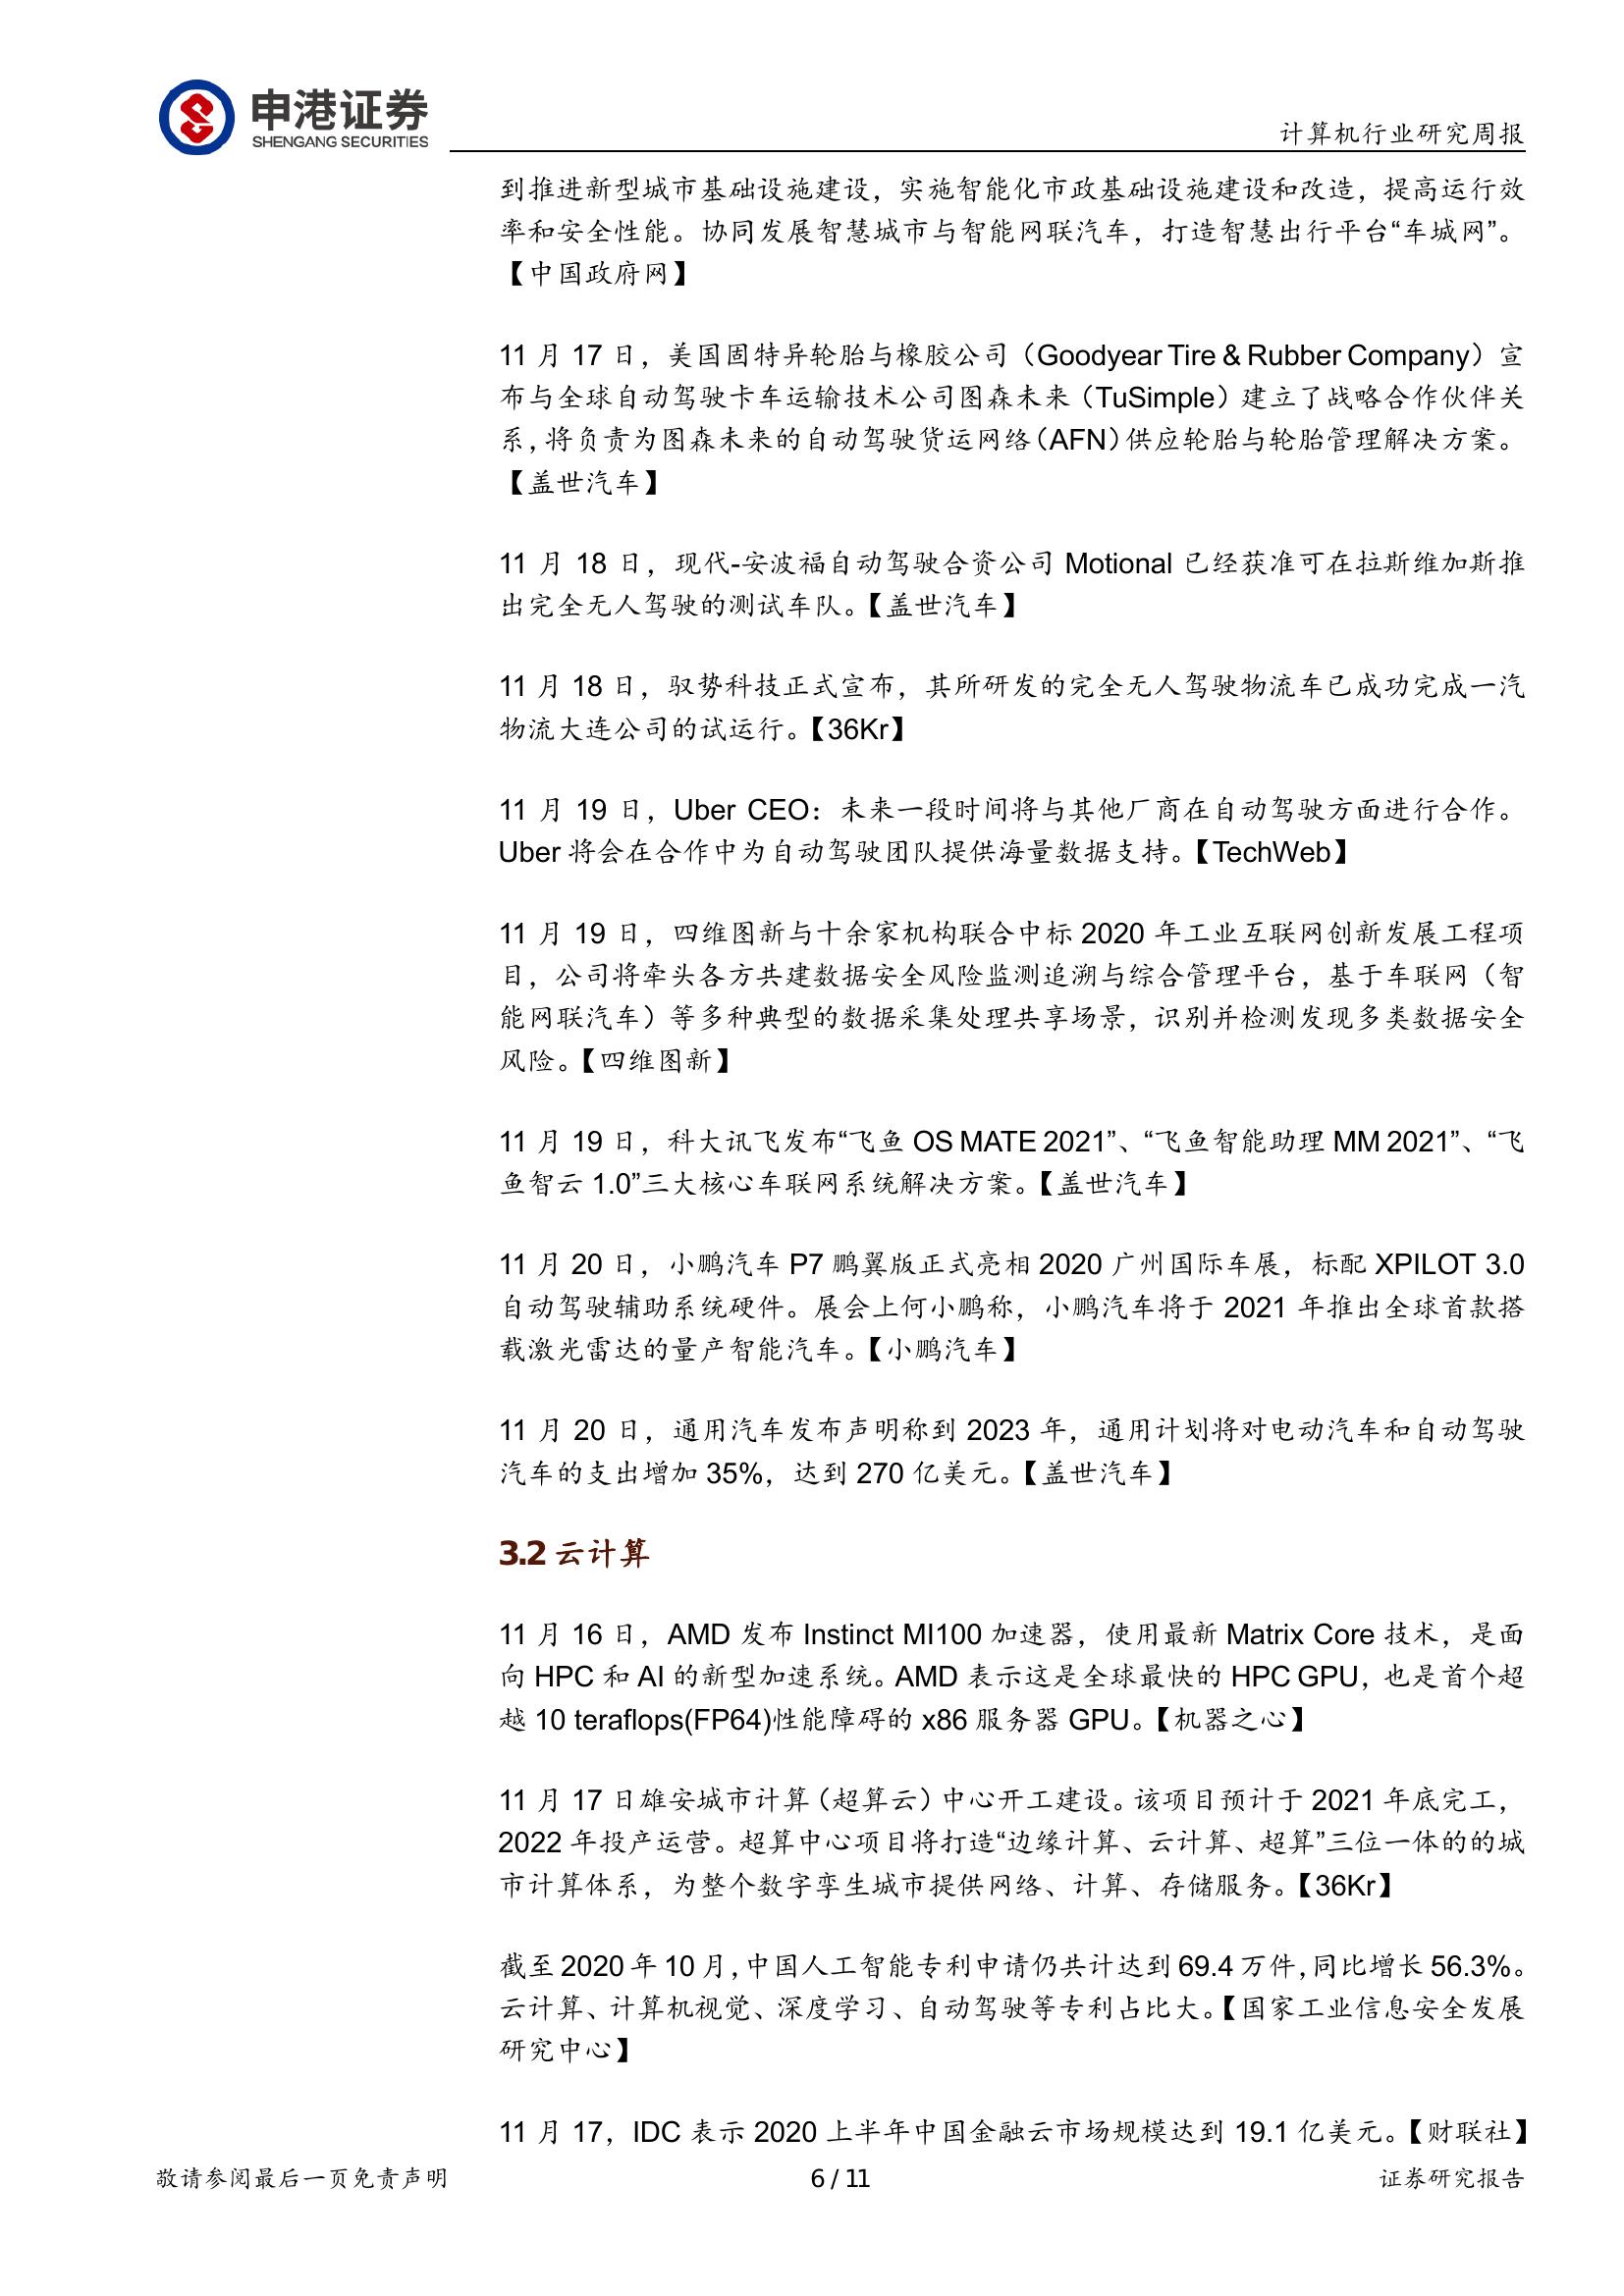 申港证券
SHENGANG SECURITIES
计算机行业研究周报
到推进新型城市基础设施建设，实施智能化市政基础设施建设和改造，提高运行效
率和安全性能。协同发展智慧城市与智能网联汽车，打造智慧出行平台“车城网”。
【中国政府网】
11 月 17 日，美国固特异轮胎与橡胶公司（Goodyear Tire & Rubber Company）宣
布与全球自动驾驶卡车运输技术公司图森未来（TuSimple）建立了战略合作伙伴关
系，将负责为图森未来的自动驾驶货运网络（AFN）供应轮胎与轮胎管理解决方案。
【盖世汽车】
11 月 18 日，现代-安波福自动驾驶合资公司 Motional 已经获准可在拉斯维加斯推
出完全无人驾驶的测试车队。【盖世汽车】
11 月 18 日，驭势科技正式宣布，其所研发的完全无人驾驶物流车已成功完成一汽
物流大连公司的试运行。【36Kr】
11 月 19 日，Uber CEO：未来一段时间将与其他厂商在自动驾驶方面进行合作。
Uber 将会在合作中为自动驾驶团队提供海量数据支持。【TechWeb】
11 月 19 日，四维图新与十余家机构联合中标 2020 年工业互联网创新发展工程项
目，公司将牵头各方共建数据安全风险监测追溯与综合管理平台，基于车联网（智
能网联汽车）等多种典型的数据采集处理共享场景，识别并检测发现多类数据安全
风险。【四维图新】
11 月 19 日，科大讯飞发布“飞鱼 OS MATE 2021”、“飞鱼智能助理 MM 2021”、“飞
鱼智云 1.0”三大核心车联网系统解决方案。【盖世汽车】
11 月 20 日，小鹏汽车 P7 鹏翼版正式亮相 2020 广州国际车展，标配 XPILOT 3.0
自动驾驶辅助系统硬件。展会上何小鹏称，小鹏汽车将于 2021 年推出全球首款搭
载激光雷达的量产智能汽车。【小鹏汽车】
11 月 20 日，通用汽车发布声明称到 2023 年，通用计划将对电动汽车和自动驾驶
汽车的支出增加 35%，达到 270 亿美元。【盖世汽车】
3.2 云计算
11 月 16 日，AMD 发布 Instinct MI100 加速器，使用最新 Matrix Core 技术，是面
向 HPC 和 AI 的新型加速系统。AMD 表示这是全球最快的 HPC GPU，也是首个超
越 10 teraflops(FP64)性能障碍的 x86 服务器 GPU。【机器之心】
11 月 17 日雄安城市计算（超算云）中心开工建设。该项目预计于 2021 年底完工，
2022 年投产运营。超算中心项目将打造“边缘计算、云计算、超算”三位一体的的城
市计算体系，为整个数字孪生城市提供网络、计算、存储服务。【36Kr】
截至 2020 年 10 月，中国人工智能专利申请仍共计达到 69.4 万件，同比增长 56.3%。
云计算、计算机视觉、深度学习、自动驾驶等专利占比大。【国家工业信息安全发展
研究中心】
11 月 17，IDC 表示 2020 上半年中国金融云市场规模达到 19.1 亿美元。【财联社】
敬请参阅最后一页免责声明
6 / 11
证券研究报告